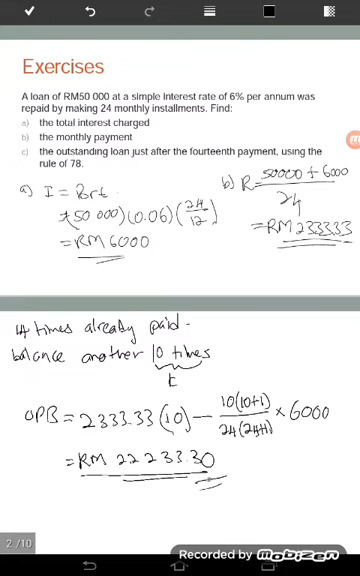 Exercises
A loan of RM50 000 at a simple interest rate of 6% per annum was
repaid by making 24 monthly installments. Find:
a) the total interest charged
b) the monthly payment
c) the outstanding loan just after the fourteenth payment, using the
rule of 78.
a) I = Brt
= (50 000)(0.06)(24/12)
= RM 6000
b) R = 50000 + 6000
24
= RM 2333.33
14 times already paid.
balance another 10 times
t
OPB = 2333.33 (10) - 10(10+1)/24(24+1) × 6000
= RM 22 233.30
2 / 10
Recorded by Mobizen